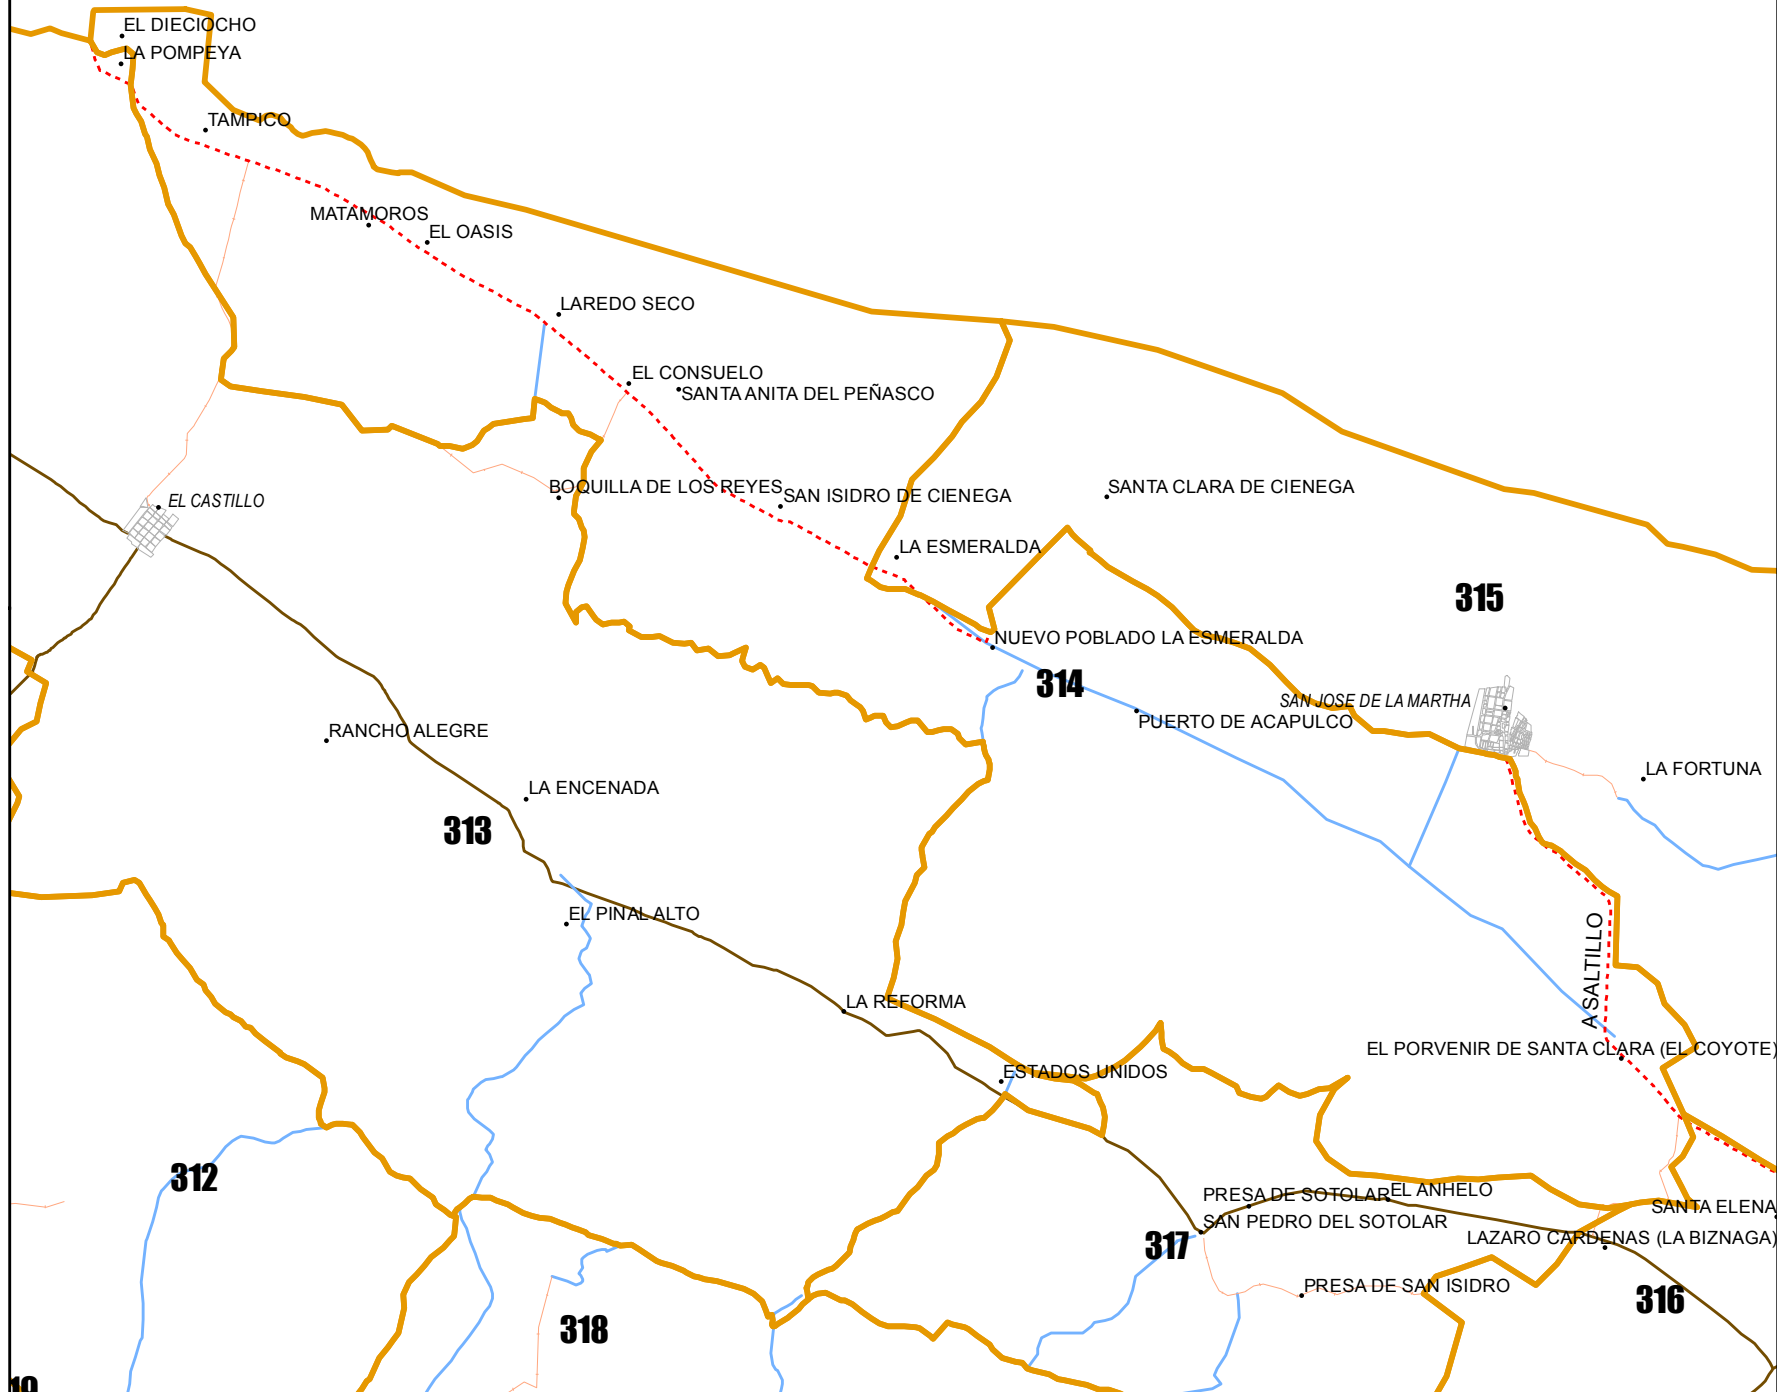 EL DIECIOCHO
LA POMPEYA
TAMPICO
MATAMOROS
EL OASIS
LAREDO SECO
EL CONSUELO
SANTA ANITA DEL PEÑASCO
BOQUILLA DE LOS REYES
SAN ISIDRO DE CIENEGA
SANTA CLARA DE CIENEGA
EL CASTILLO
LA ESMERALDA
315
NUEVO POBLADO LA ESMERALDA
314
SAN JOSE DE LA MARTHA
PUERTO DE ACAPULCO
RANCHO ALEGRE
LA FORTUNA
LA ENCENADA
313
EL PINAL ALTO
A SALTILLO
LA REFORMA
EL PORVENIR DE SANTA CLARA (EL COYOTE)
ESTADOS UNIDOS
312
PRESA DE SOTOLAR
EL ANHELO
SANTA ELENA
SAN PEDRO DEL SOTOLAR
LAZARO CARDENAS (LA BIZNAGA)
317
PRESA DE SAN ISIDRO
316
318